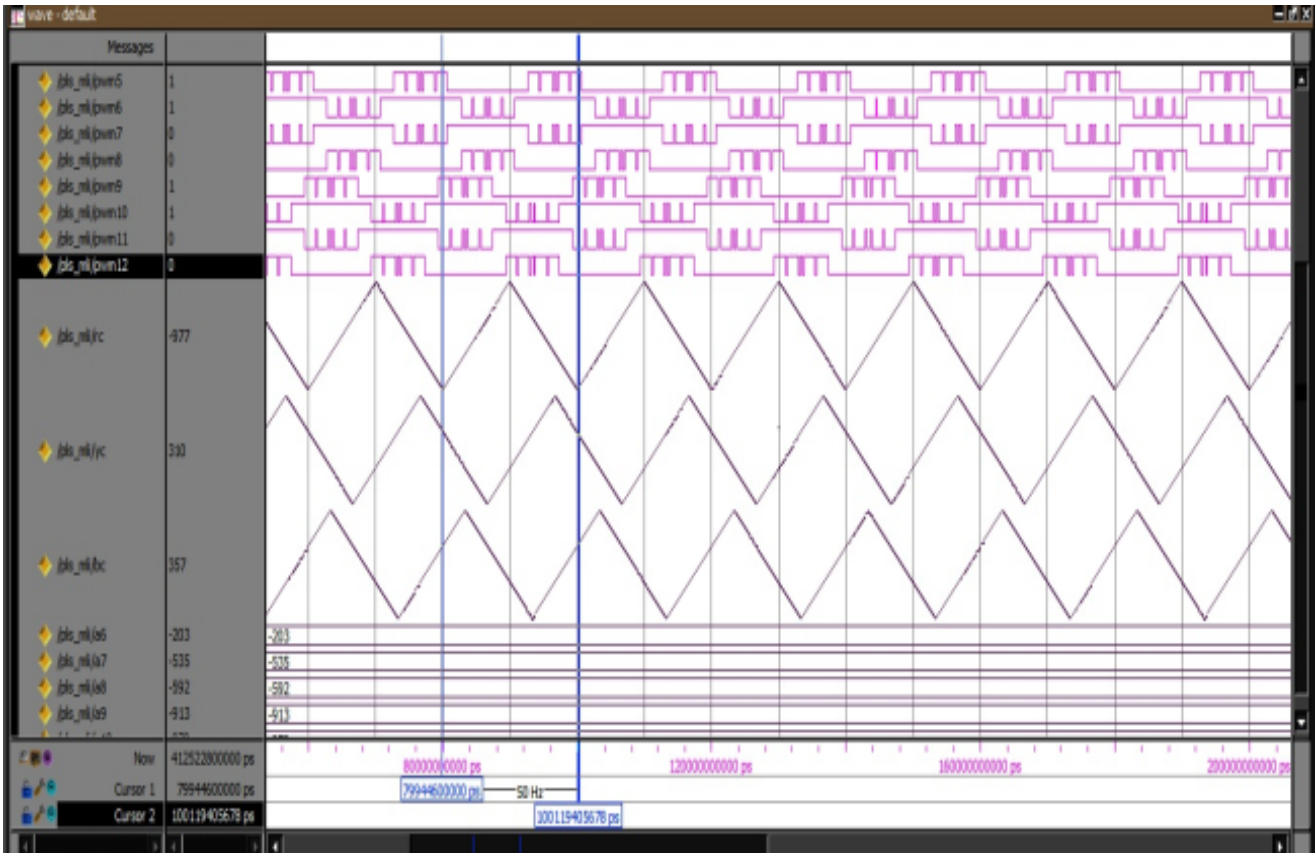 wave - default
Messages
/pls_mli/pwm5 1
/pls_mli/pwm6 1
/pls_mli/pwm7 0
/pls_mli/pwm8 0
/pls_mli/pwm9 1
/pls_mli/pwm10 1
/pls_mli/pwm11 0
/pls_mli/pwm12 0
/pls_mli/rc -977
/pls_mli/yc 310
/pls_mli/bc 357
/pls_mli/a6 -203 -203
/pls_mli/a7 -535 -535
/pls_mli/a8 -592 -592
/pls_mli/a9 -913 -913
Now 412522800000 ps 80000000000 ps 120000000000 ps 160000000000 ps 200000000000 ps
Cursor 1 79944600000 ps 79944600000 ps 50 Hz
Cursor 2 100119405678 ps 100119405678 ps